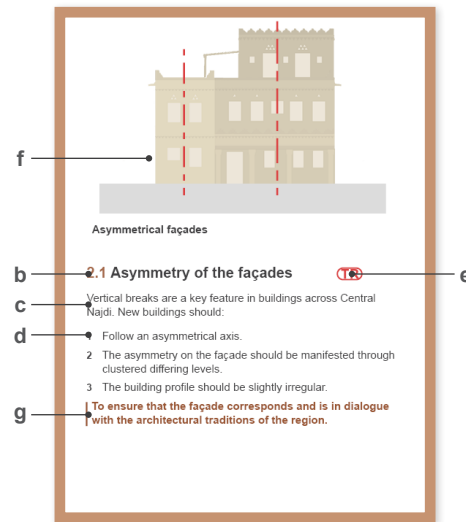 f
Asymmetrical façades
b
2.1 Asymmetry of the façades
e
c
Vertical breaks are a key feature in buildings across Central
Najdi. New buildings should:
d
1 Follow an asymmetrical axis.
2 The asymmetry on the façade should be manifested through
clustered differing levels.
3 The building profile should be slightly irregular.
g
To ensure that the façade corresponds and is in dialogue
with the architectural traditions of the region.